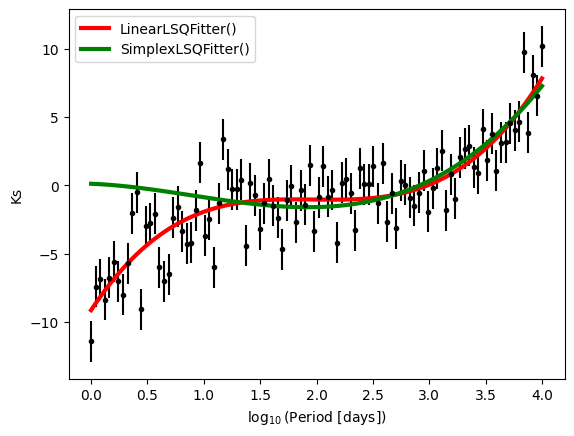 LinearLSQFitter()
SimplexLSQFitter()
10
5
0
−5
−10
Ks
0.0 0.5 1.0 1.5 2.0 2.5 3.0 3.5 4.0
log₁₀(Period [days])